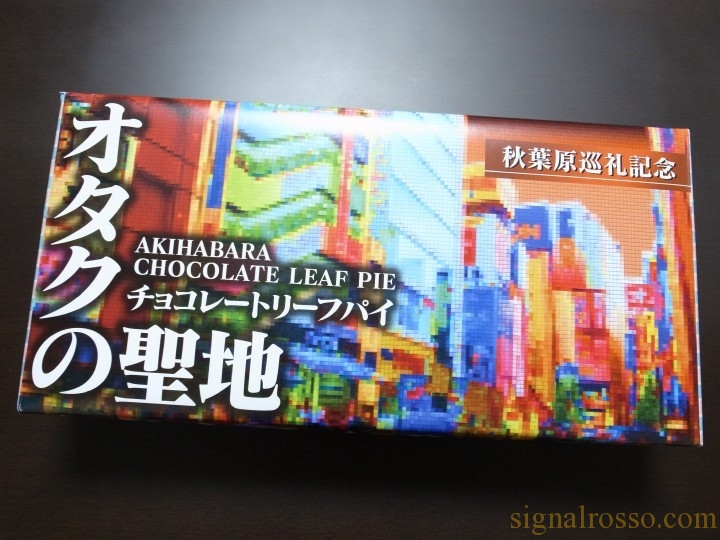 オタクの聖地
AKIHABARA
CHOCOLATE LEAF PIE
チョコレートリーフパイ
秋葉原巡礼記念
signalrosso.com